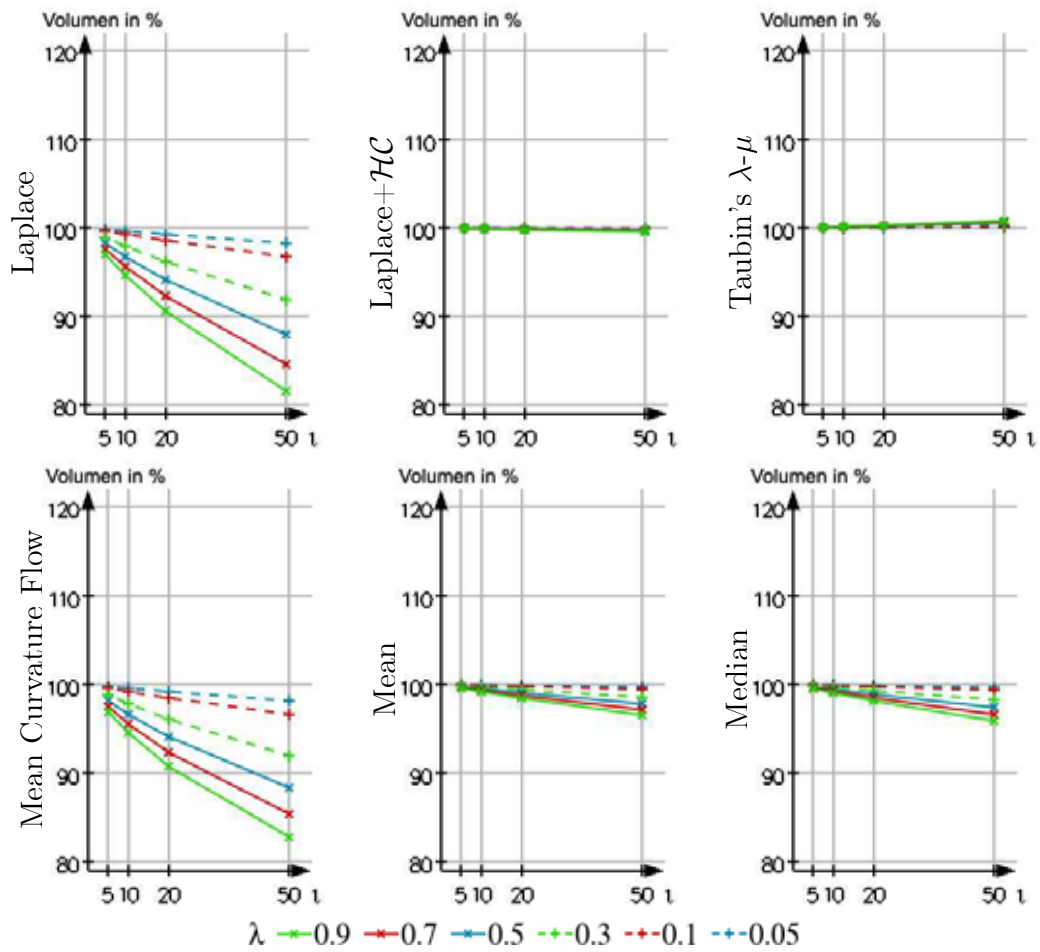 Volumen in %
Laplace
120
110
100
90
80
5 10 20 50 ι
Volumen in %
Laplace+ℋ𝒞
120
110
100
90
80
5 10 20 50 ι
Volumen in %
Taubin's λ-μ
120
110
100
90
80
5 10 20 50 ι
Volumen in %
Mean Curvature Flow
120
110
100
90
80
5 10 20 50 ι
Volumen in %
Mean
120
110
100
90
80
5 10 20 50 ι
Volumen in %
Median
120
110
100
90
80
5 10 20 50 ι
λ 0.9 0.7 0.5 0.3 0.1 0.05